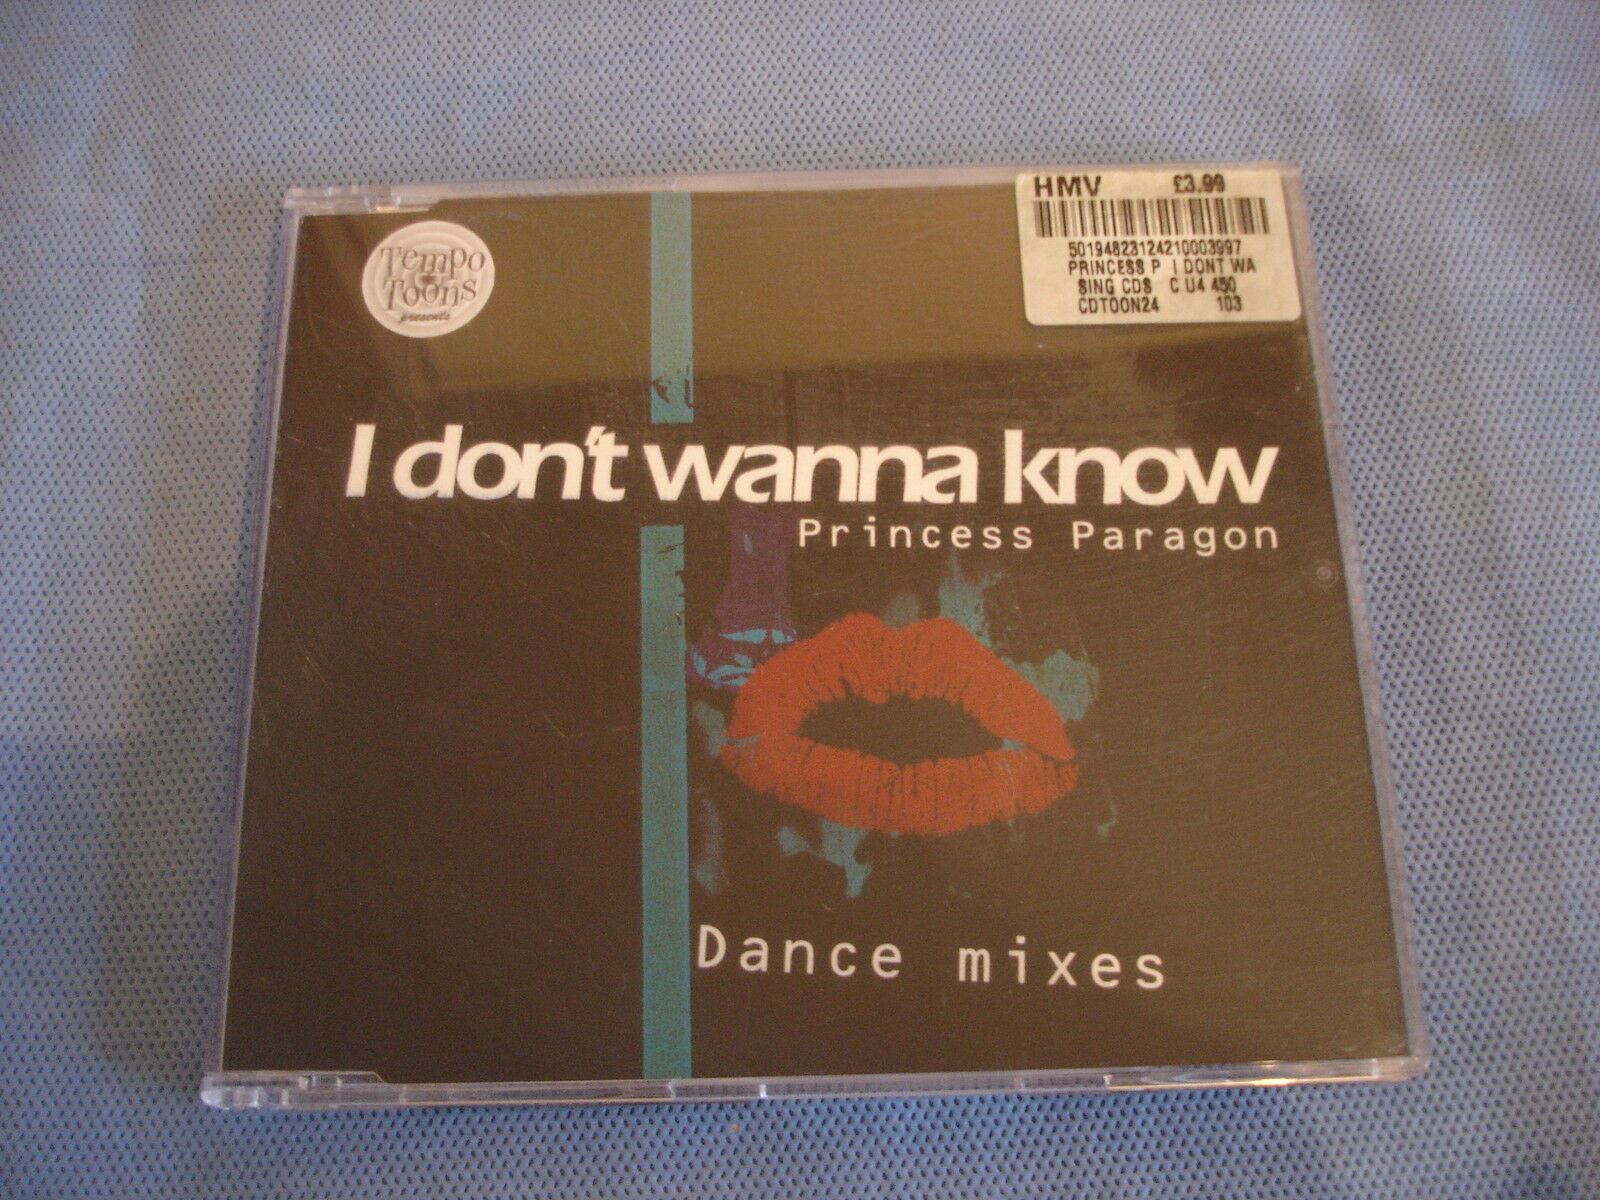 Tempo
Toons
presents
HMV £3.99
50194823124210003997
PRINCESS P I DONT WA
SING CDS C U4 450
CDTOON24 103
I don't wanna know
Princess Paragon
Dance mixes